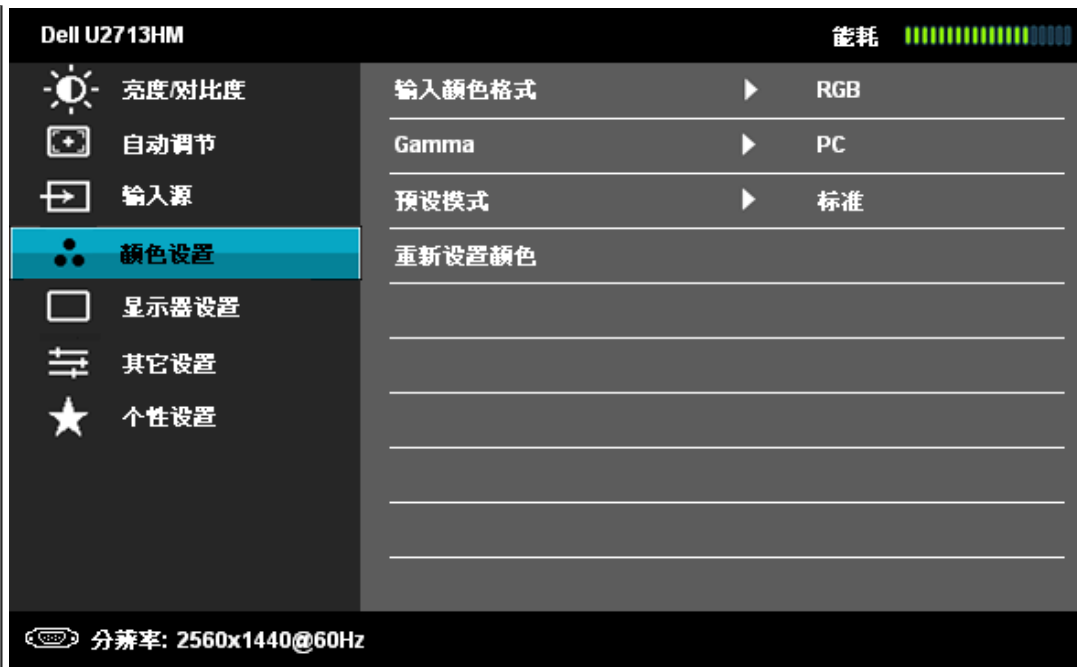 Dell U2713HM 能耗
亮度/对比度
自动调节
输入源
颜色设置
显示器设置
其它设置
个性设置
输入颜色格式 RGB
Gamma PC
预设模式 标准
重新设置颜色
分辨率: 2560x1440@60Hz